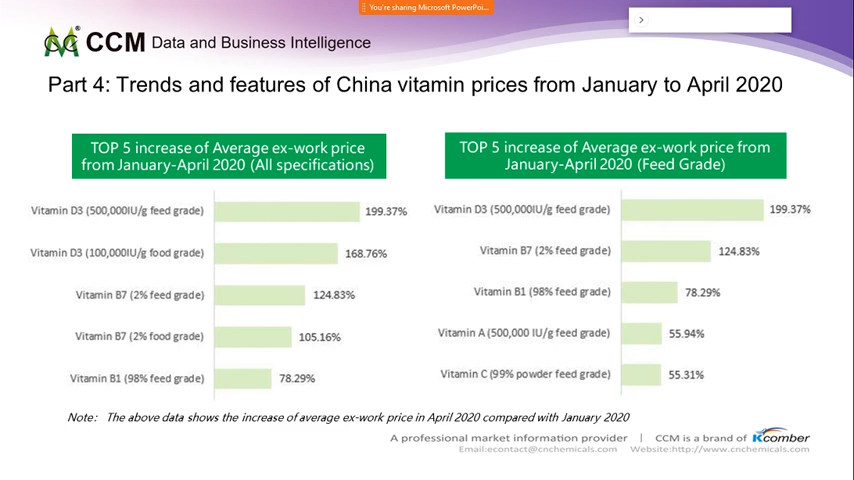 You're sharing Microsoft PowerPoi...
CCM Data and Business Intelligence
Part 4: Trends and features of China vitamin prices from January to April 2020
TOP 5 increase of Average ex-work price
from January-April 2020 (All specifications)
Vitamin D3 (500,000IU/g feed grade) 199.37%
Vitamin D3 (100,000IU/g food grade) 168.76%
Vitamin B7 (2% feed grade) 124.83%
Vitamin B7 (2% food grade) 105.16%
Vitamin B1 (98% feed grade) 78.29%
TOP 5 increase of Average ex-work price from
January-April 2020 (Feed Grade)
Vitamin D3 (500,000IU/g feed grade) 199.37%
Vitamin B7 (2% feed grade) 124.83%
Vitamin B1 (98% feed grade) 78.29%
Vitamin A (500,000 IU/g feed grade) 55.94%
Vitamin C (99% powder feed grade) 55.31%
Note: The above data shows the increase of average ex-work price in April 2020 compared with January 2020
A professional market information provider | CCM is a brand of Kcomber
Email:econtact@cnchemicals.com Website:http://www.cnchemicals.com